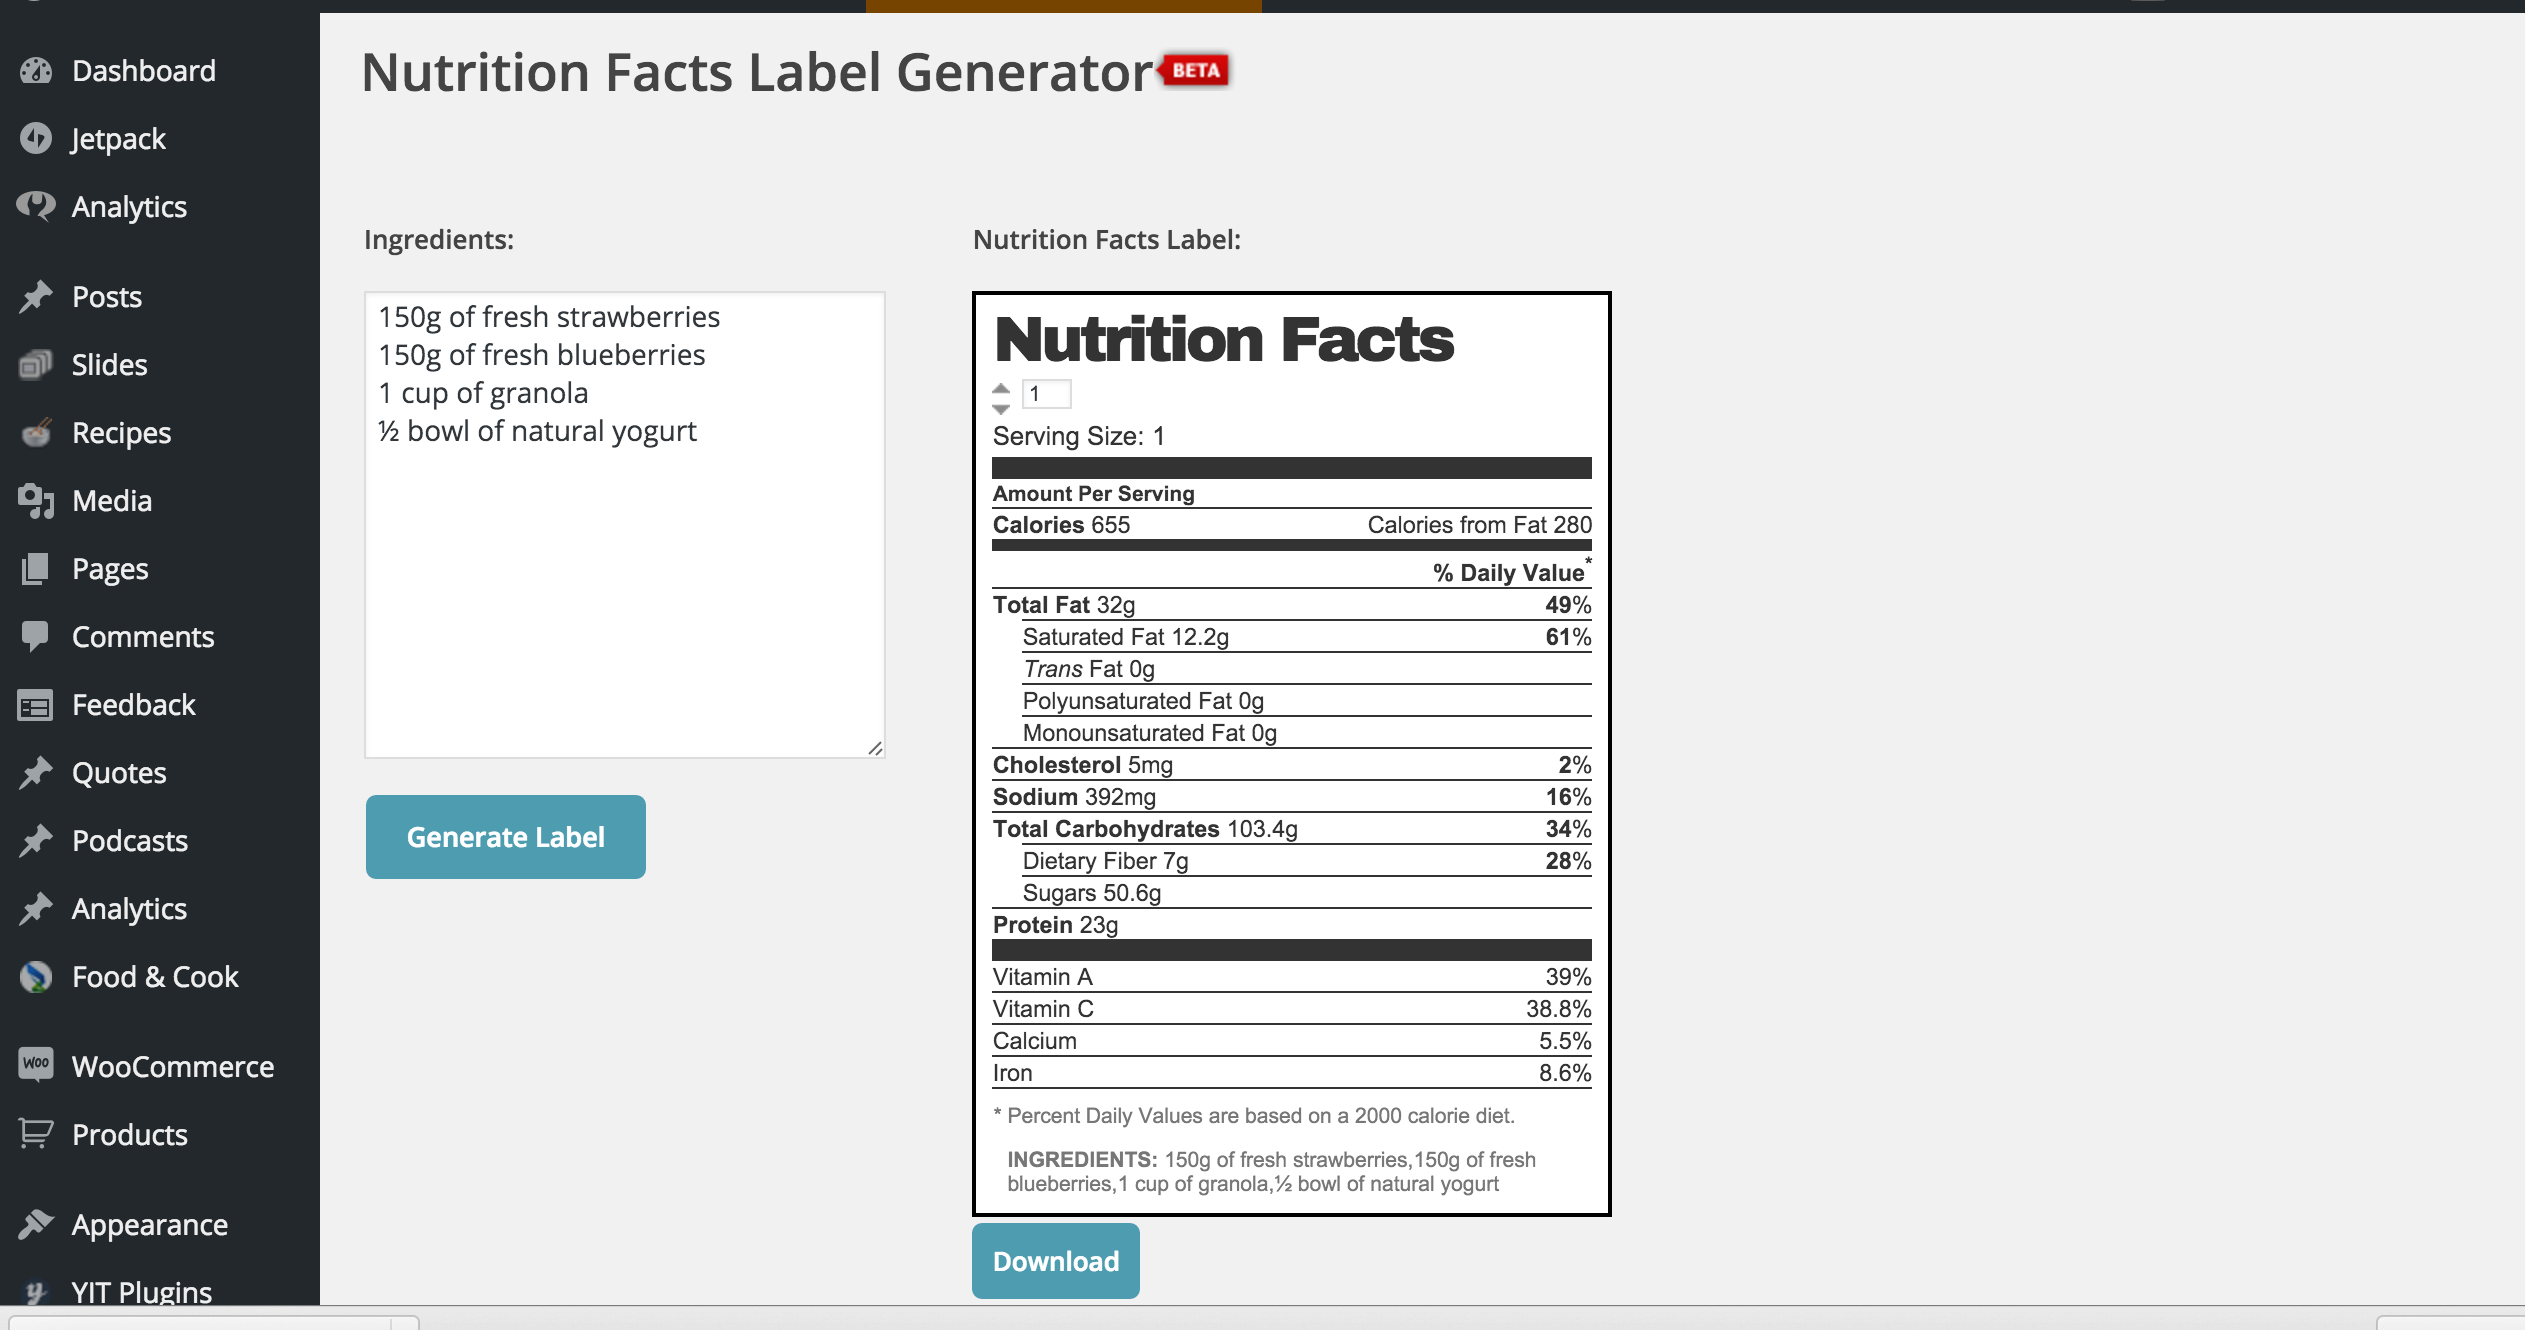 Dashboard
Jetpack
Analytics
Posts
Slides
Recipes
Media
Pages
Comments
Feedback
Quotes
Podcasts
Analytics
Food & Cook
Woo WooCommerce
Products
Appearance
YIT Plugins
Nutrition Facts Label Generator BETA
Ingredients:
150g of fresh strawberries
150g of fresh blueberries
1 cup of granola
½ bowl of natural yogurt
Generate Label
Nutrition Facts Label:
Nutrition Facts
1
Serving Size: 1
Amount Per Serving
Calories 655 Calories from Fat 280
% Daily Value*
Total Fat 32g 49%
Saturated Fat 12.2g 61%
Trans Fat 0g
Polyunsaturated Fat 0g
Monounsaturated Fat 0g
Cholesterol 5mg 2%
Sodium 392mg 16%
Total Carbohydrates 103.4g 34%
Dietary Fiber 7g 28%
Sugars 50.6g
Protein 23g
Vitamin A 39%
Vitamin C 38.8%
Calcium 5.5%
Iron 8.6%
* Percent Daily Values are based on a 2000 calorie diet.
INGREDIENTS: 150g of fresh strawberries,150g of fresh
blueberries,1 cup of granola,½ bowl of natural yogurt
Download